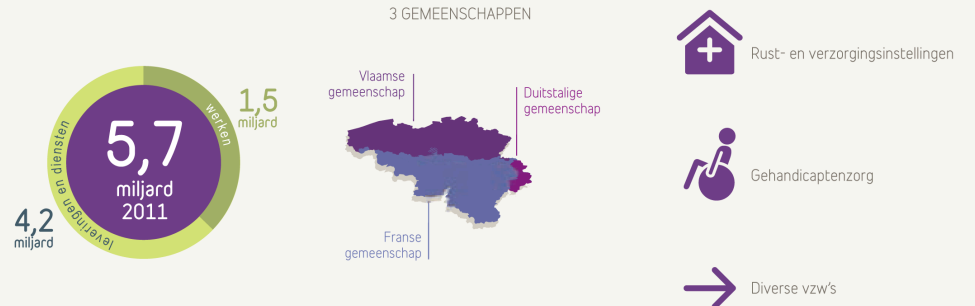 5,7
miljard
2011
1,5
miljard
werken
4,2
miljard
leveringen en diensten
3 GEMEENSCHAPPEN
Vlaamse
gemeenschap
Duitstalige
gemeenschap
Franse
gemeenschap
Rust- en verzorgingsinstellingen
Gehandicaptenzorg
Diverse vzw's